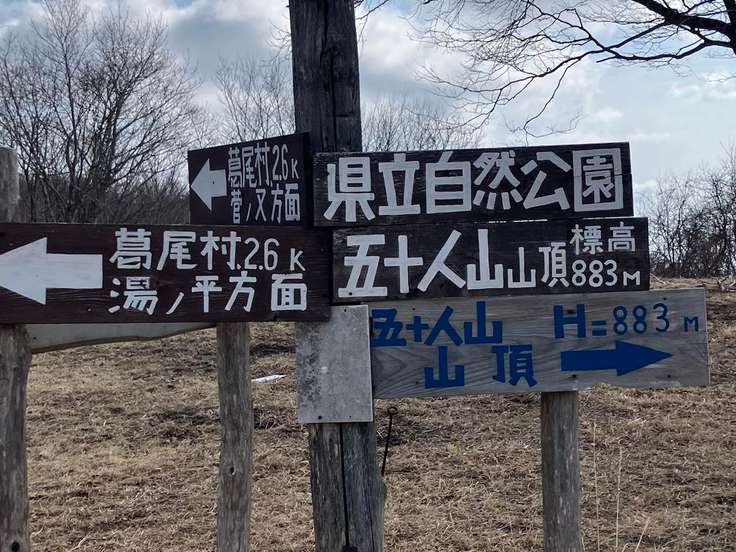 葛尾村2.6K
菅ノ又方面
県立自然公園
葛尾村2.6K
湯ノ平方面
五十人山山頂標高883M
五十人山 H=883M
山頂